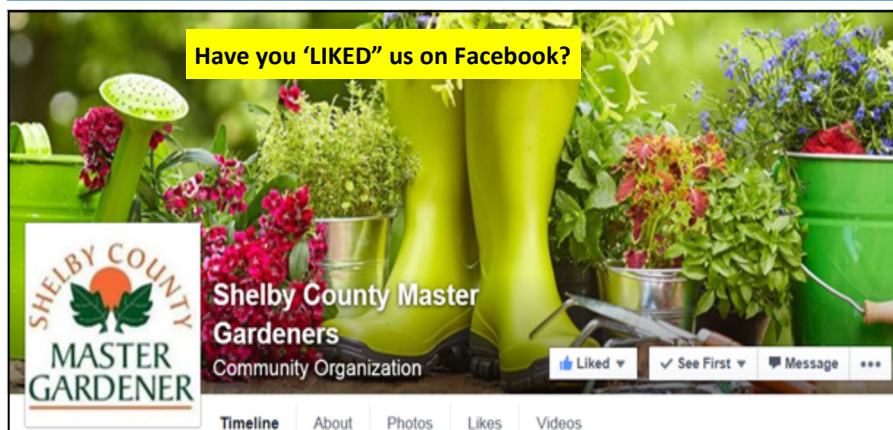 Have you ‘LIKED” us on Facebook?
SHELBY COUNTY
MASTER
GARDENER
Shelby County Master
Gardeners
Community Organization
Liked
See First
Message
Timeline About Photos Likes Videos